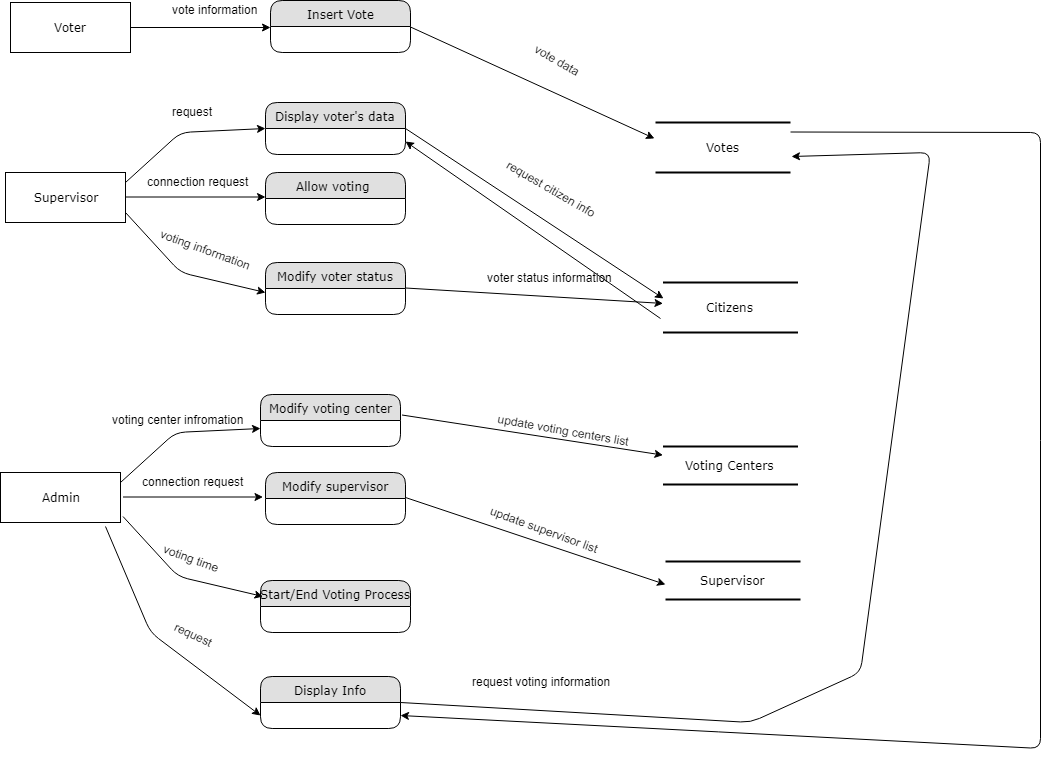 vote information
Voter
Insert Vote
vote data
request
Display voter's data
Votes
connection request
Allow voting
request citizen info
Supervisor
voting information
Modify voter status
voter status information
Citizens
voting center infromation
Modify voting center
update voting centers list
Voting Centers
connection request
Modify supervisor
Admin
update supervisor list
voting time
Supervisor
Start/End Voting Process
request
Display Info
request voting information